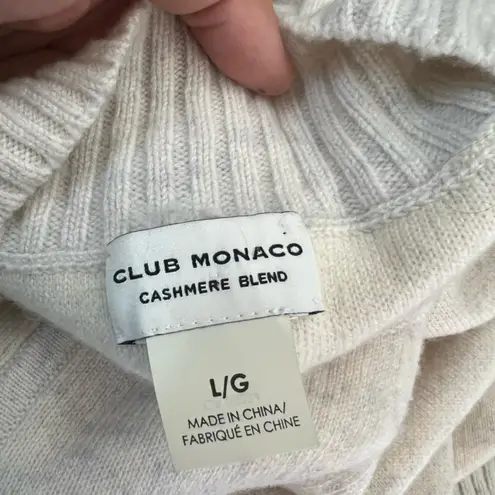 CLUB MONACO
CASHMERE BLEND
L/G
MADE IN CHINA/
FABRIQUÉ EN CHINE